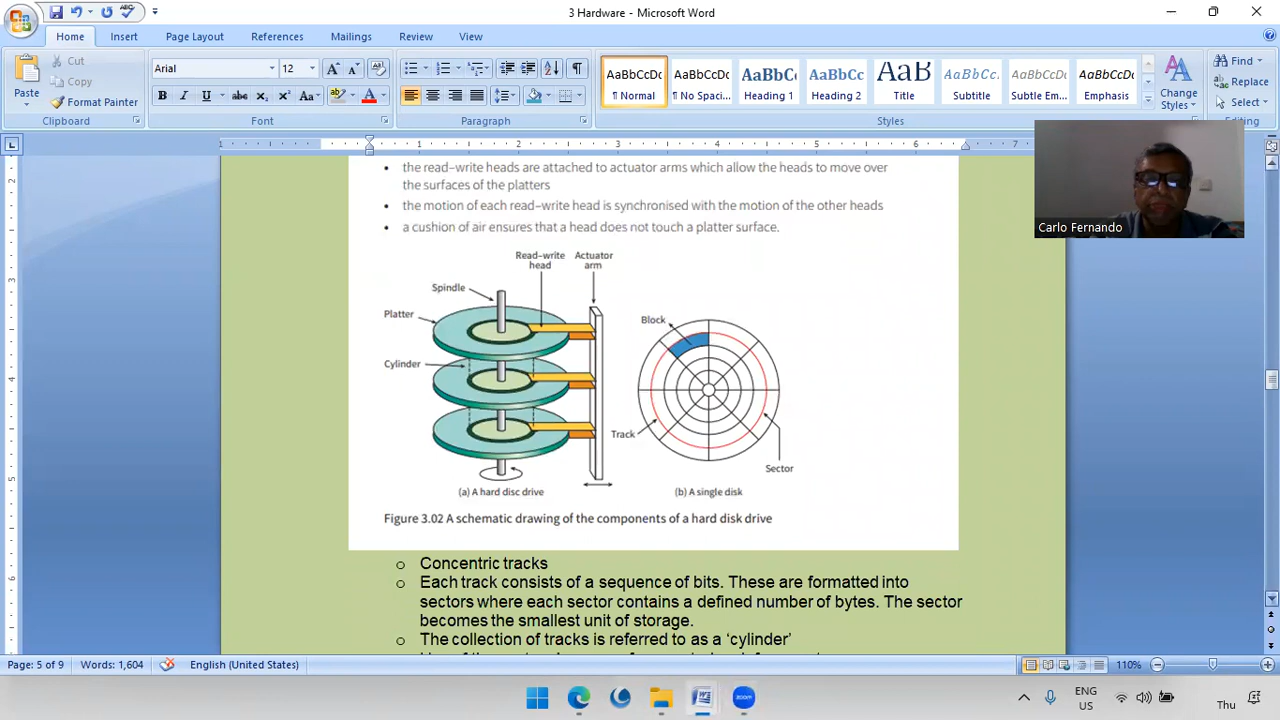 3 Hardware - Microsoft Word
Home Insert Page Layout References Mailings Review View
Paste
Cut
Copy
Format Painter
Clipboard
Arial 12
Font
Paragraph
AaBbCcDc
¶ Normal
AaBbCcDc
¶ No Spaci...
AaBbCc
Heading 1
AaBbCc
Heading 2
AaB
Title
AaBbCc.
Subtitle
AaBbCcDc
Subtle Em...
AaBbCcDc
Emphasis
Change
Styles
Styles
Find
Replace
Select
Editing
Carlo Fernando
• the read–write heads are attached to actuator arms which allow the heads to move over
the surfaces of the platters
• the motion of each read–write head is synchronised with the motion of the other heads
• a cushion of air ensures that a head does not touch a platter surface.
Read–write
head
Actuator
arm
Spindle
Platter
Cylinder
Block
Track
Sector
(a) A hard disc drive
(b) A single disk
Figure 3.02 A schematic drawing of the components of a hard disk drive
o Concentric tracks
o Each track consists of a sequence of bits. These are formatted into
sectors where each sector contains a defined number of bytes. The sector
becomes the smallest unit of storage.
o The collection of tracks is referred to as a ‘cylinder’
Page: 5 of 9 Words: 1,604 English (United States) 110%
zoom
ENG
US
Thu